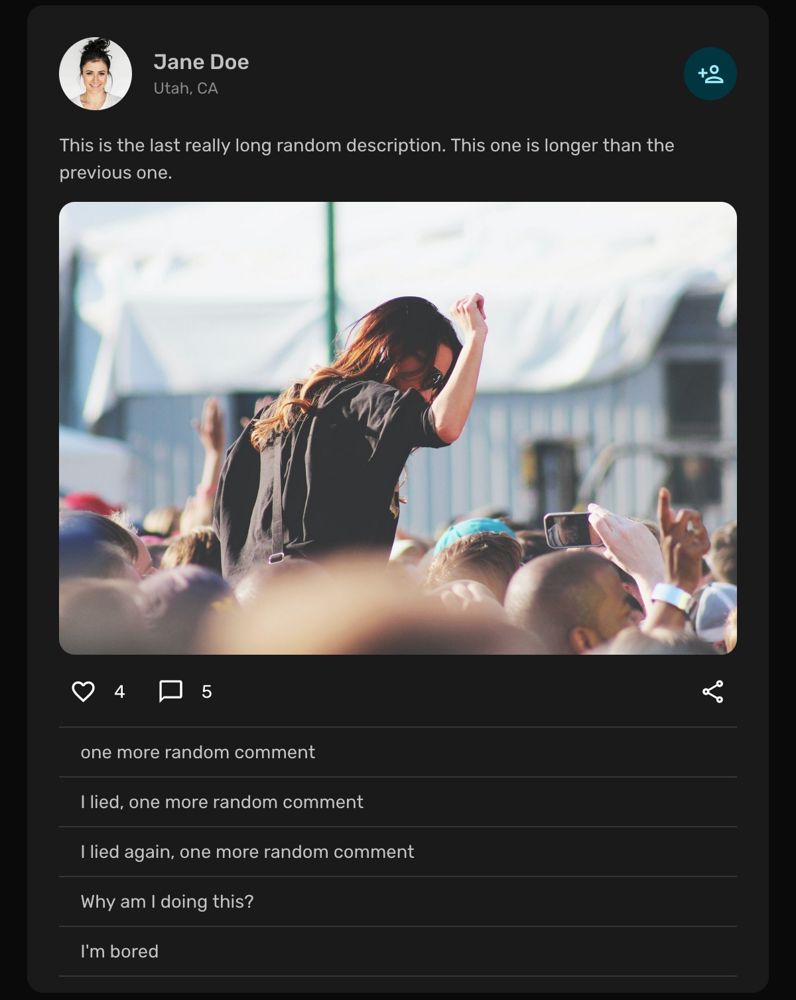 Jane Doe
Utah, CA
This is the last really long random description. This one is longer than the
previous one.
4
5
one more random comment
I lied, one more random comment
I lied again, one more random comment
Why am I doing this?
I'm bored